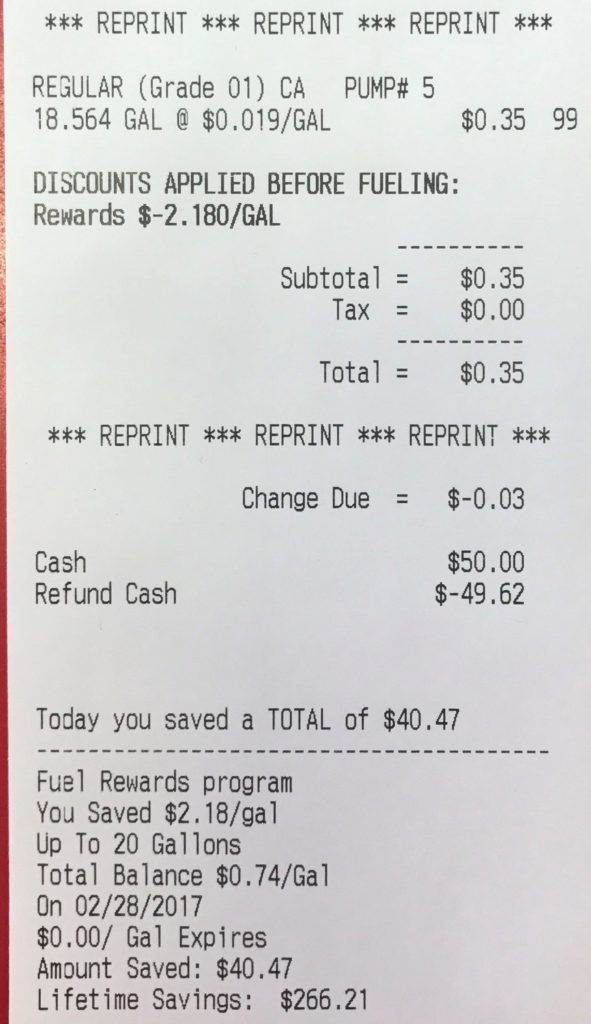 *** REPRINT *** REPRINT *** REPRINT ***
REGULAR (Grade 01) CA PUMP# 5
18.564 GAL @ $0.019/GAL $0.35 99
DISCOUNTS APPLIED BEFORE FUELING:
Rewards $-2.180/GAL
----------
Subtotal = $0.35
Tax = $0.00
----------
Total = $0.35
*** REPRINT *** REPRINT *** REPRINT ***
Change Due = $-0.03
Cash $50.00
Refund Cash $-49.62
Today you saved a TOTAL of $40.47
----------------------------------------
Fuel Rewards program
You Saved $2.18/gal
Up To 20 Gallons
Total Balance $0.74/Gal
On 02/28/2017
$0.00/ Gal Expires
Amount Saved: $40.47
Lifetime Savings: $266.21